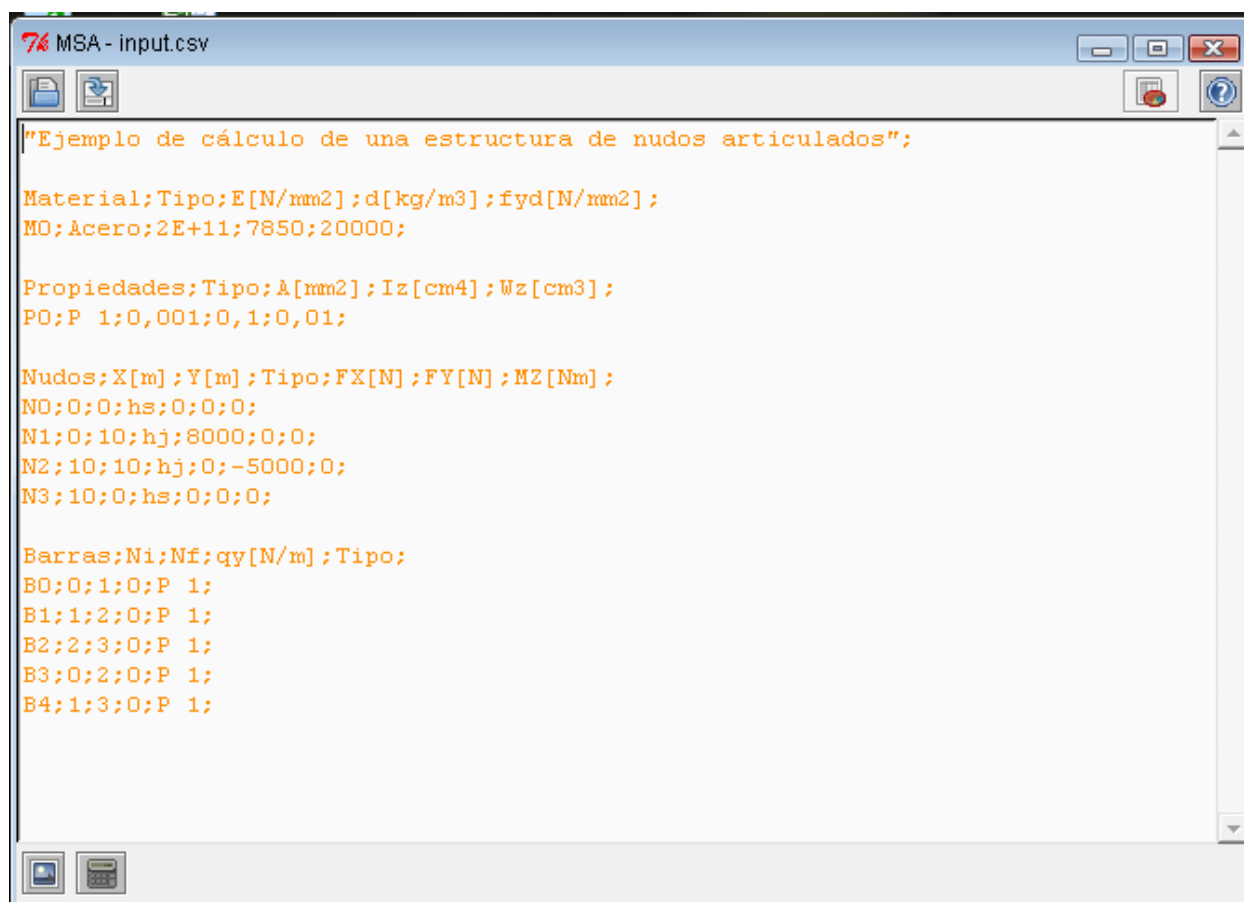 MSA - input.csv
"Ejemplo de cálculo de una estructura de nudos articulados";
Material;Tipo;E[N/mm2];d[kg/m3];fyd[N/mm2];
M0;Acero;2E+11;7850;20000;
Propiedades;Tipo;A[mm2];Iz[cm4];Wz[cm3];
P0;P 1;0,001;0,1;0,01;
Nudos;X[m];Y[m];Tipo;FX[N];FY[N];MZ[Nm];
N0;0;0;hs;0;0;0;
N1;0;10;hj;8000;0;0;
N2;10;10;hj;0;-5000;0;
N3;10;0;hs;0;0;0;
Barras;Ni;Nf;qy[N/m];Tipo;
B0;0;1;0;P 1;
B1;1;2;0;P 1;
B2;2;3;0;P 1;
B3;0;2;0;P 1;
B4;1;3;0;P 1;